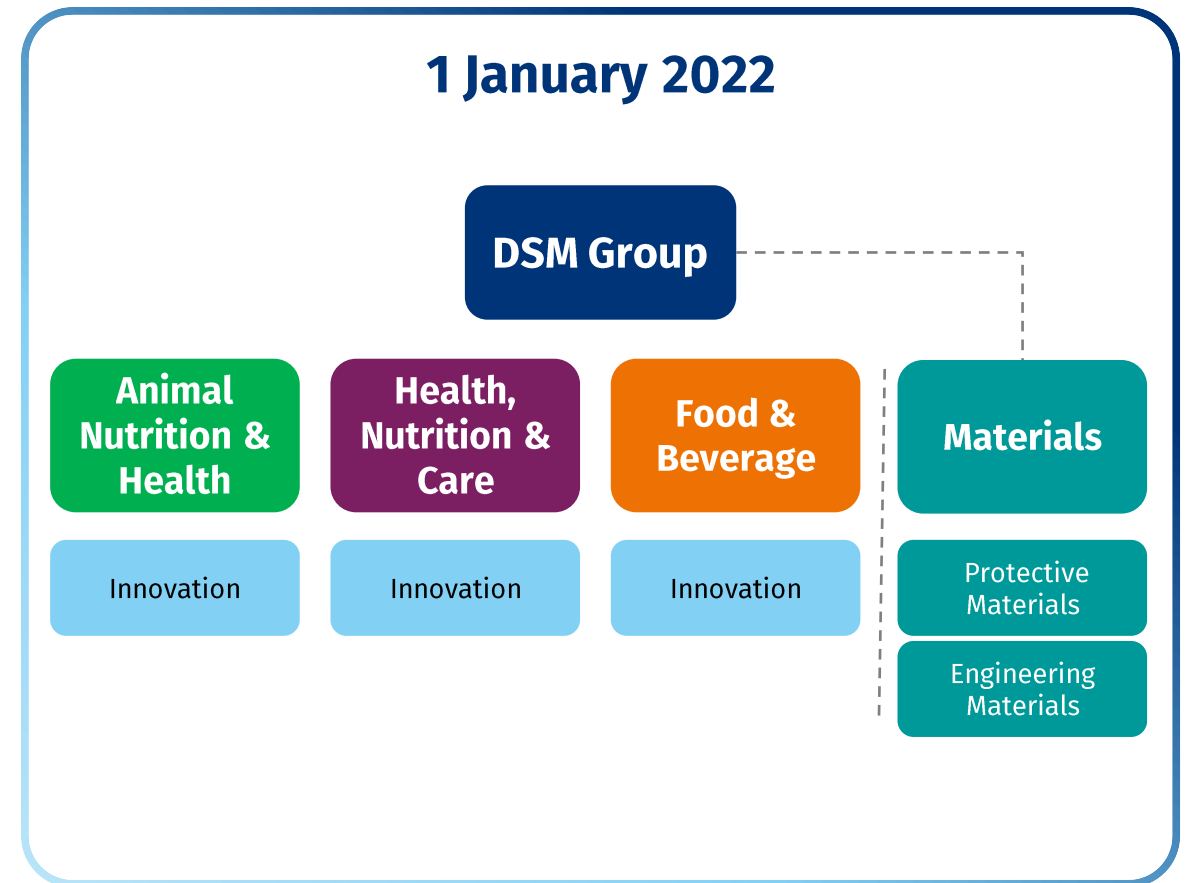 1 January 2022
DSM Group
Animal
Nutrition &
Health
Health,
Nutrition &
Care
Food &
Beverage
Materials
Innovation
Innovation
Innovation
Protective
Materials
Engineering
Materials